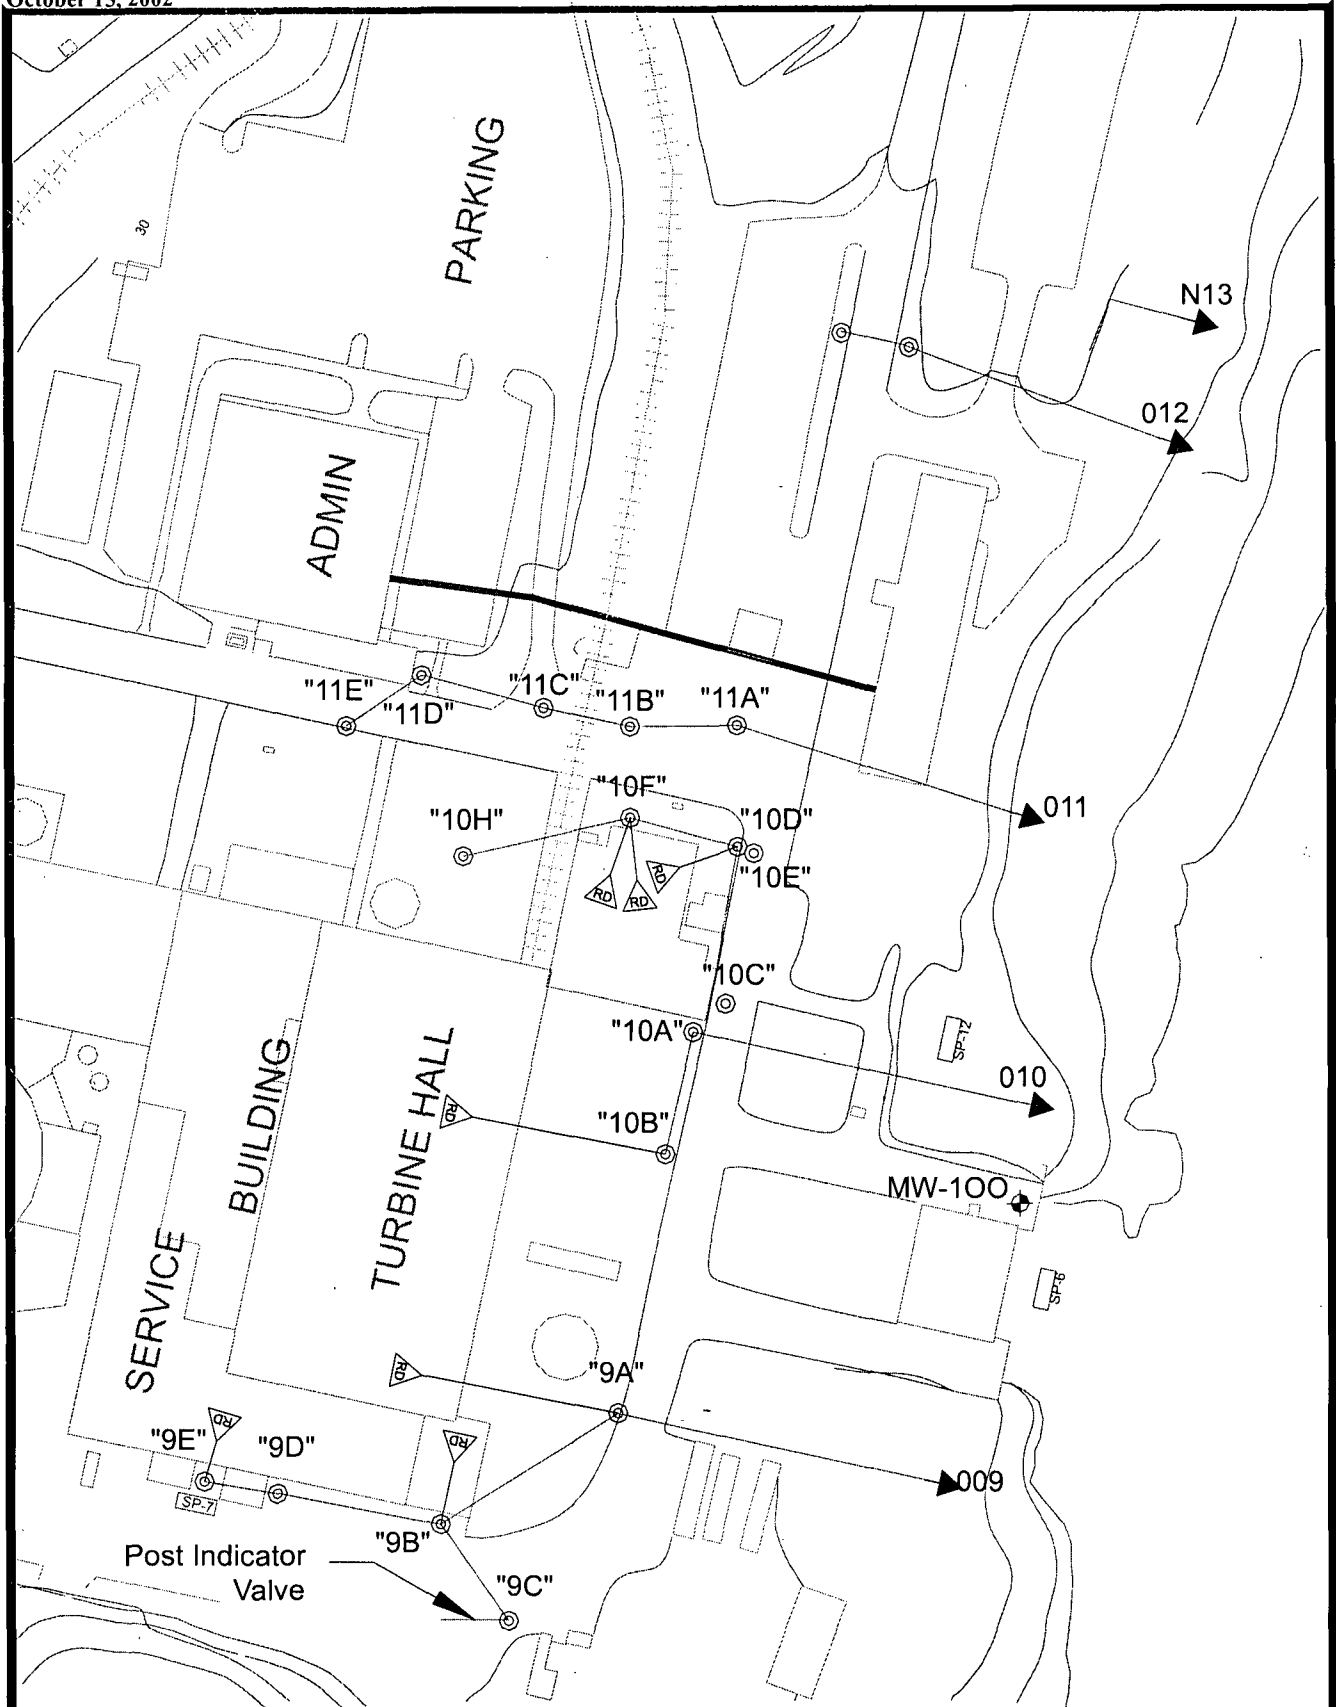 October 15, 2002
PARKING
30
N13
012
ADMIN
"11E"
"11D"
"11C"
"11B"
"11A"
011
"10F"
"10H"
"10D"
"10E"
RD
RD
RD
"10C"
"10A"
SP-12
010
"10B"
RD
MW-1OO
SERVICE BUILDING
TURBINE HALL
SP-6
"9A"
RD
RD
RD
"9E"
"9D"
SP-7
009
"9B"
Post Indicator
Valve
"9C"